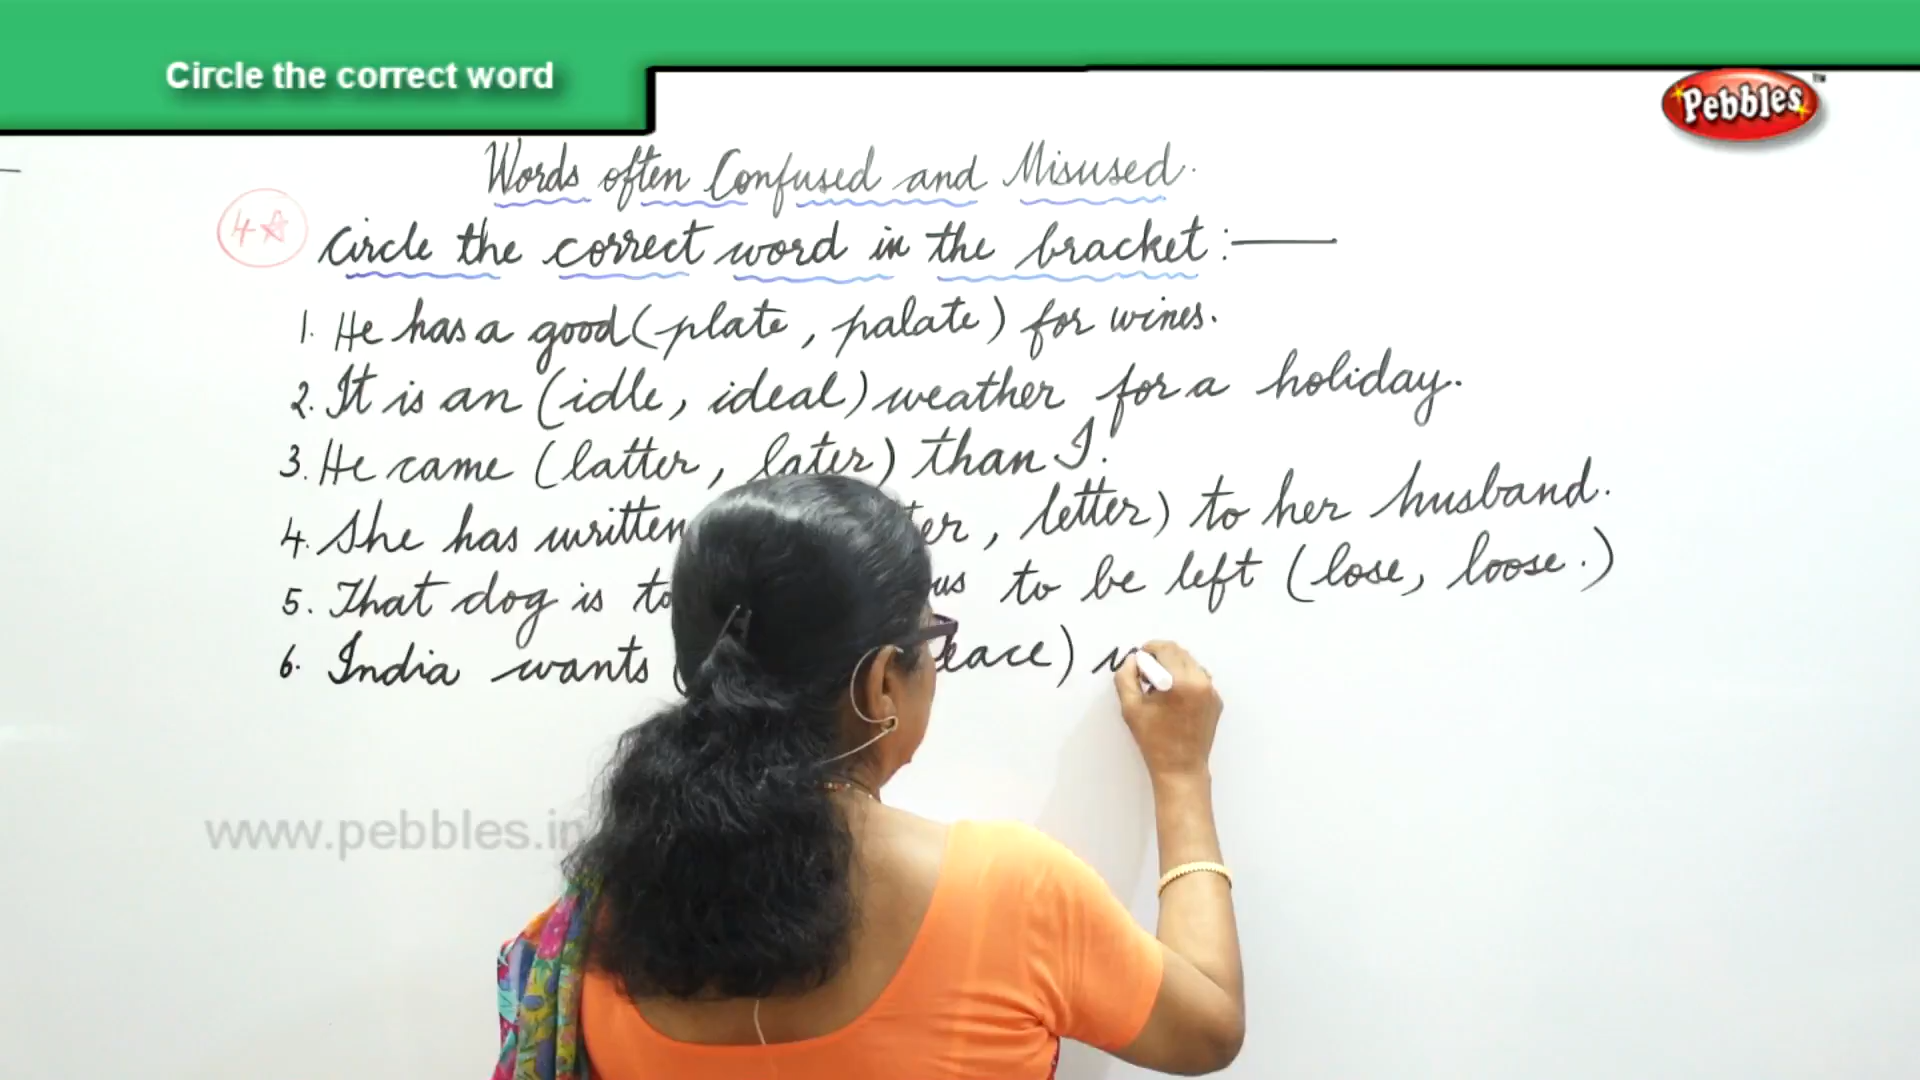 Circle the correct word
Pebbles™
Words often Confused and Misused.
4☆ Circle the correct word in the bracket:—
1. He has a good (plate, palate) for wines.
2. It is an (idle, ideal) weather for a holiday.
3. He came (latter, later) than I.
4. She has written , letter) to her husband.
5. That dog is to be left (lose, loose.)
6. India wants
www.pebbles.in